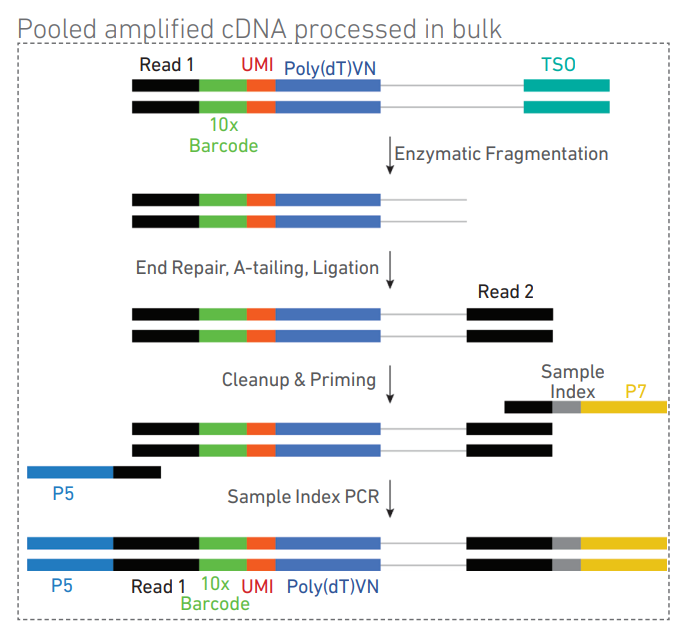 Pooled amplified cDNA processed in bulk
Read 1
UMI
Poly(dT)VN
TSO
10x
Barcode
Enzymatic Fragmentation
End Repair, A-tailing, Ligation
Read 2
Cleanup & Priming
Sample
Index
P7
P5
Sample Index PCR
P5
Read 1
10x
Barcode
UMI
Poly(dT)VN